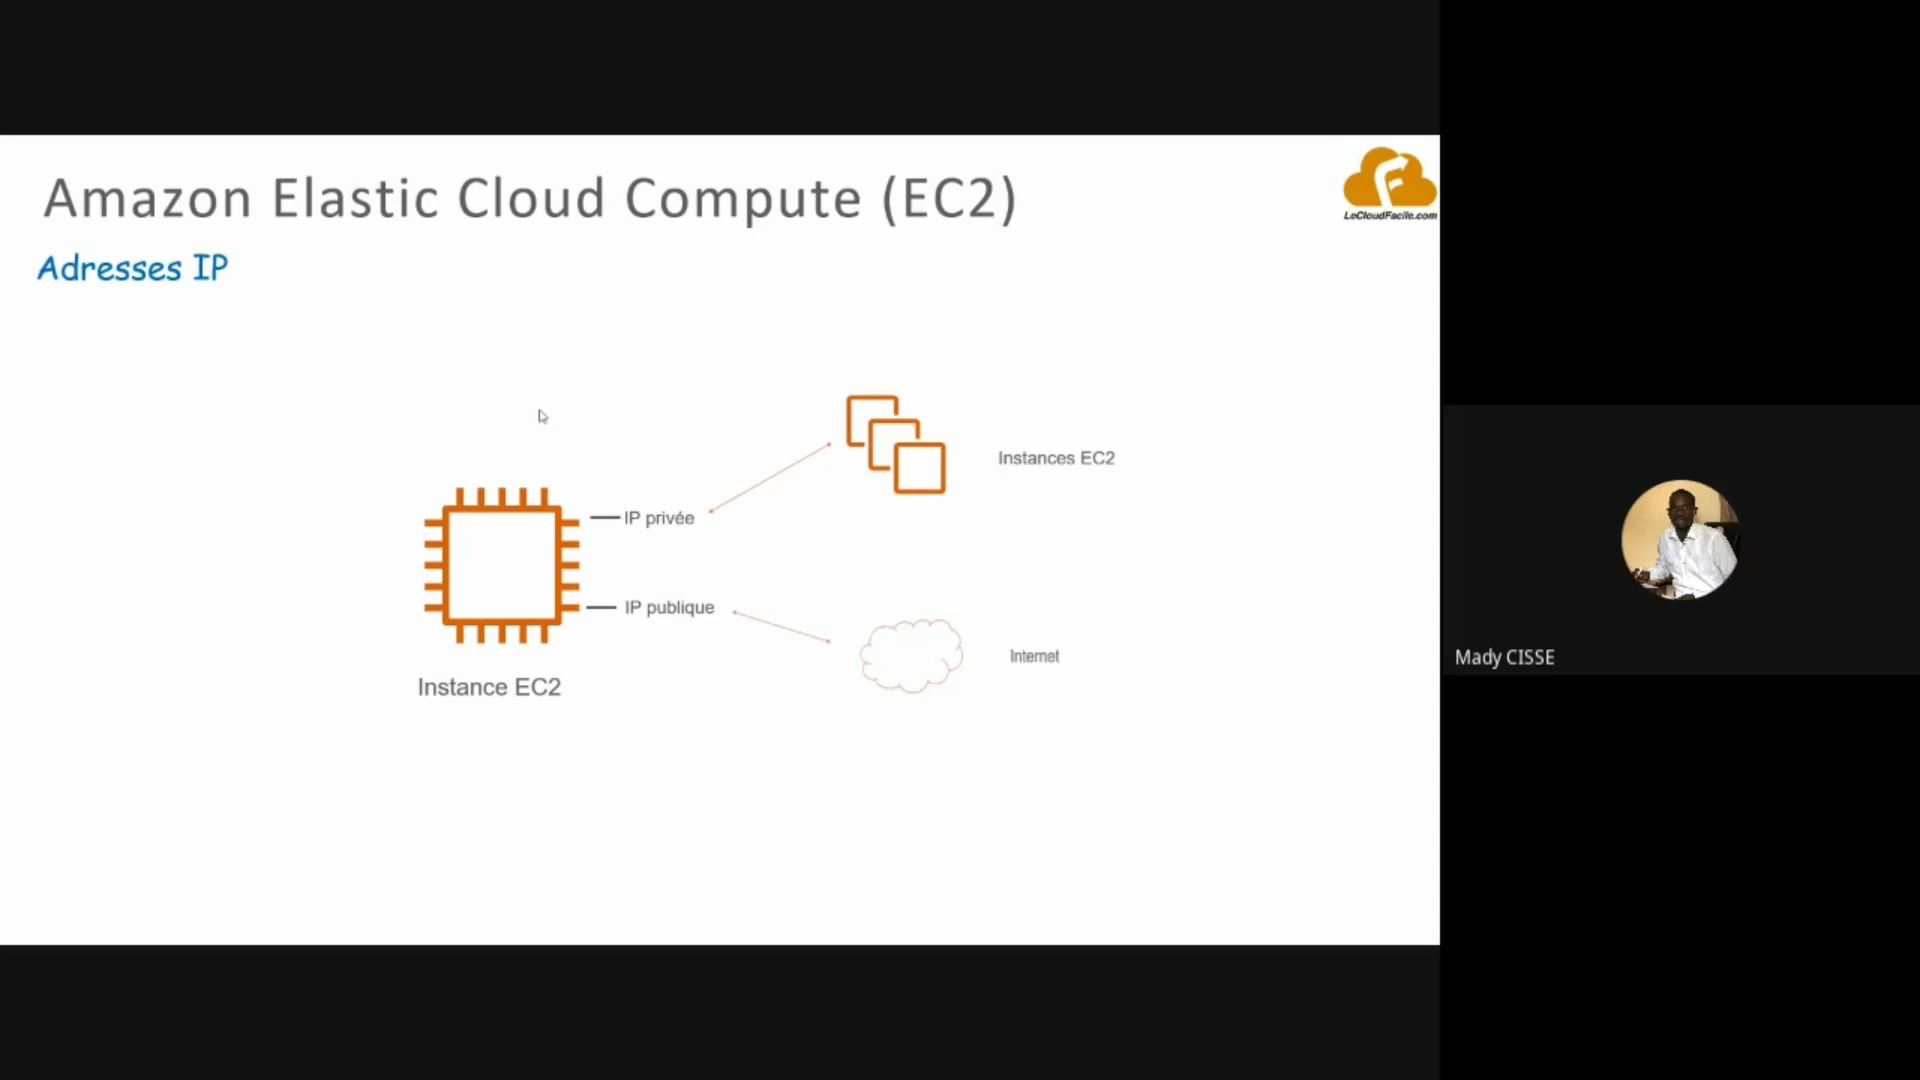 Amazon Elastic Cloud Compute (EC2)
LeCloudFacile.com
Adresses IP
Instances EC2
IP privée
IP publique
Internet
Instance EC2
Mady CISSE